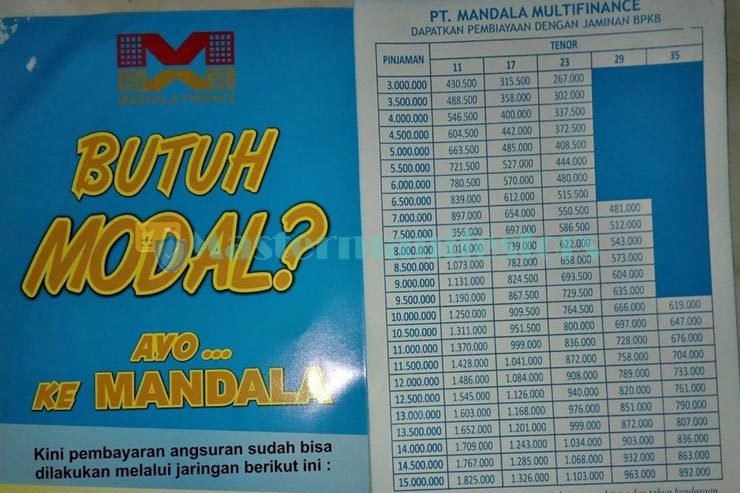 MANDALA FINANCE
BUTUH
MODAL?
AYO...
KE MANDALA
Kini pembayaran angsuran sudah bisa
dilakukan melalui jaringan berikut ini :
PT. MANDALA MULTIFINANCE
DAPATKAN PEMBIAYAAN DENGAN JAMINAN BPKB
PINJAMAN TENOR
11 17 23 29 35
3.000.000 430.500 315.500 267.000
3.500.000 488.500 358.000 302.000
4.000.000 546.500 400.000 337.500
4.500.000 604.500 442.000 372.500
5.000.000 663.500 485.000 408.500
5.500.000 721.500 527.000 444.000
6.000.000 780.500 570.000 480.000
6.500.000 839.000 612.000 515.500
7.000.000 897.000 654.000 550.500 481.000
7.500.000 956.000 697.000 586.500 512.000
8.000.000 1.014.000 739.000 622.000 543.000
8.500.000 1.073.000 782.000 658.000 573.000
9.000.000 1.131.000 824.500 693.500 604.000
9.500.000 1.190.000 867.500 729.500 635.000
10.000.000 1.250.000 909.500 764.500 666.000 619.000
10.500.000 1.311.000 951.500 800.000 697.000 647.000
11.000.000 1.370.000 999.000 836.000 728.000 676.000
11.500.000 1.428.000 1.041.000 872.000 758.000 704.000
12.000.000 1.486.000 1.084.000 908.000 789.000 733.000
12.500.000 1.545.000 1.126.000 940.000 820.000 761.000
13.000.000 1.603.000 1.168.000 976.000 851.000 790.000
13.500.000 1.652.000 1.201.000 999.000 872.000 807.000
14.000.000 1.709.000 1.243.000 1.034.000 903.000 836.000
14.500.000 1.767.000 1.285.000 1.068.000 933.000 863.000
15.000.000 1.825.000 1.326.000 1.103.000 963.000 892.000